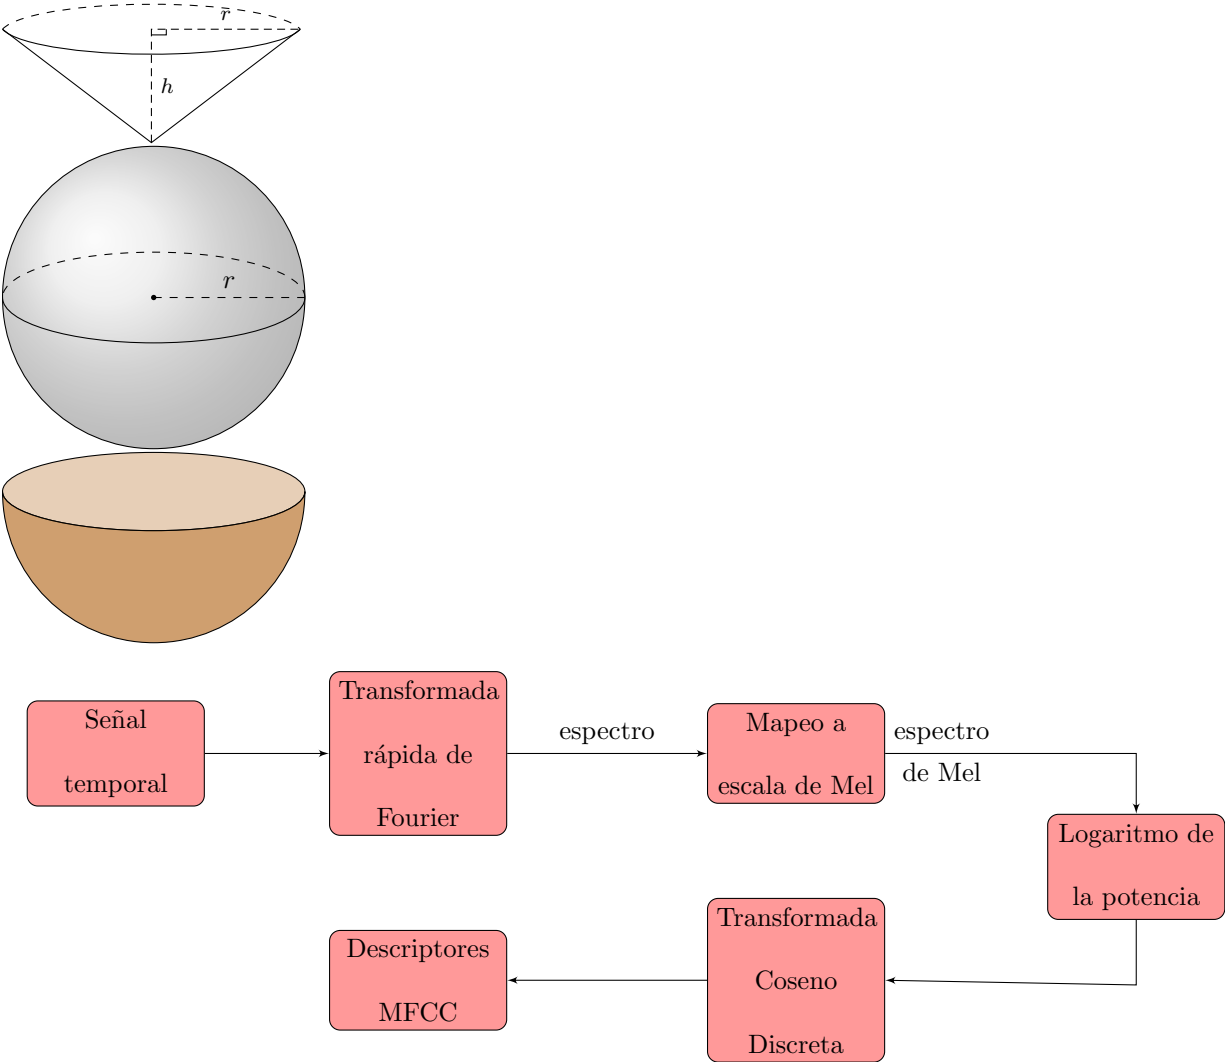 r
h
r
Señal
temporal
Transformada
rápida de
Fourier
espectro
Mapeo a
escala de Mel
espectro
de Mel
Logaritmo de
la potencia
Transformada
Coseno
Discreta
Descriptores
MFCC